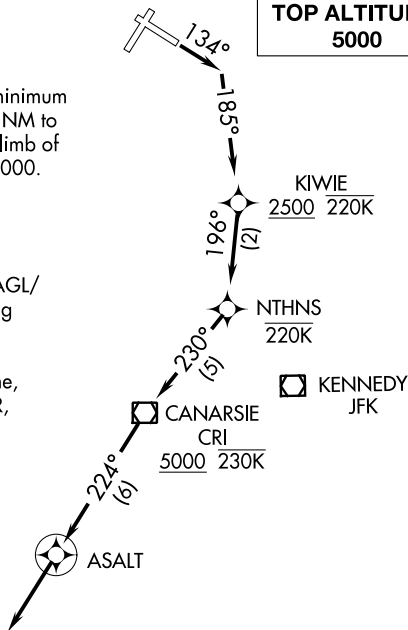 TOP ALTITU
5000
134°
185°
minimum
NM to
limb of
000.
KIWIE
2500 220K
196°
(2)
AGL/
g
NTHNS
220K
230°
(5)
ne,
R,
KENNEDY
JFK
CANARSIE
CRI
5000 230K
224°
(6)
ASALT